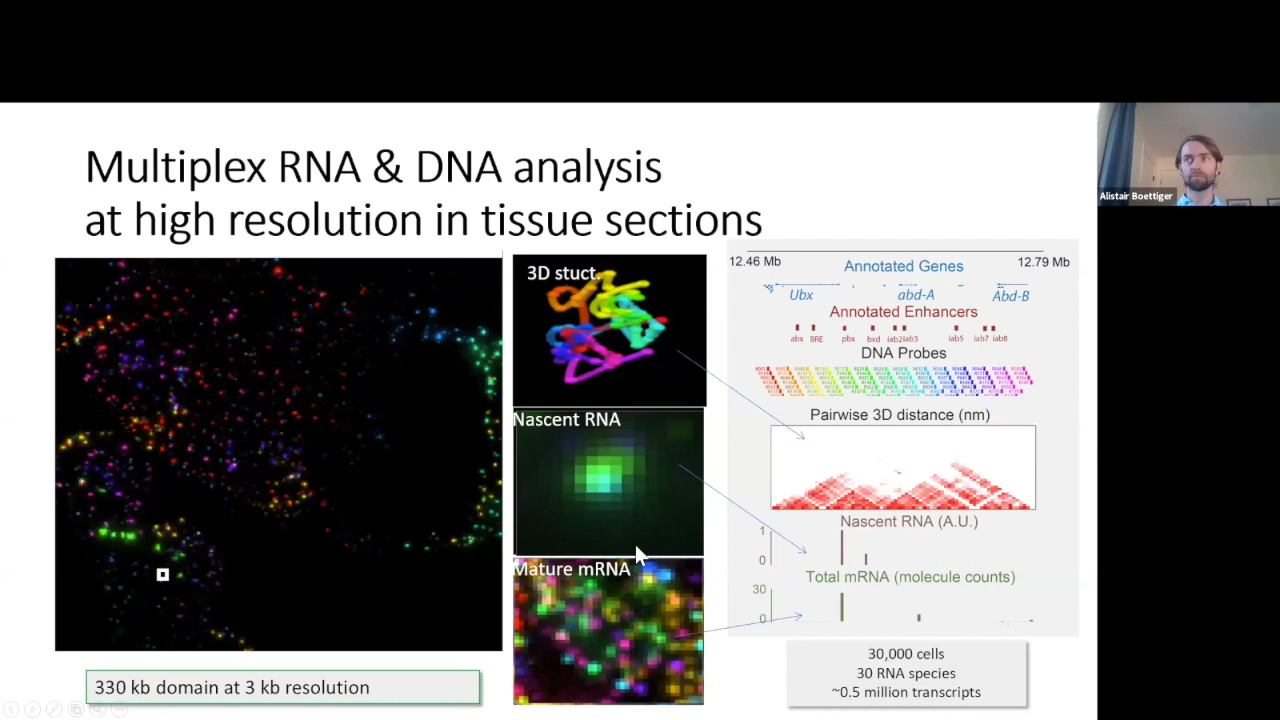 Multiplex RNA & DNA analysis
at high resolution in tissue sections
Alistair Boettiger
3D stuct.
Nascent RNA
Mature mRNA
12.46 Mb
12.79 Mb
Annotated Genes
Ubx abd-A Abd-B
Annotated Enhancers
abx BRE pbx bxd iab2 iab3 iab5 iab7 iab8
DNA Probes
Pairwise 3D distance (nm)
Nascent RNA (A.U.)
1
0
Total mRNA (molecule counts)
30
0
330 kb domain at 3 kb resolution
30,000 cells
30 RNA species
~0.5 million transcripts